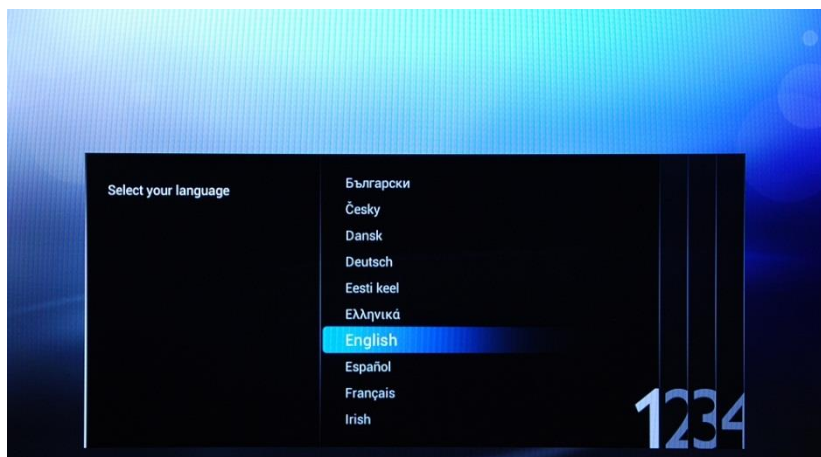 Select your language
Български
Česky
Dansk
Deutsch
Eesti keel
Ελληνικά
English
Español
Français
Irish
1234